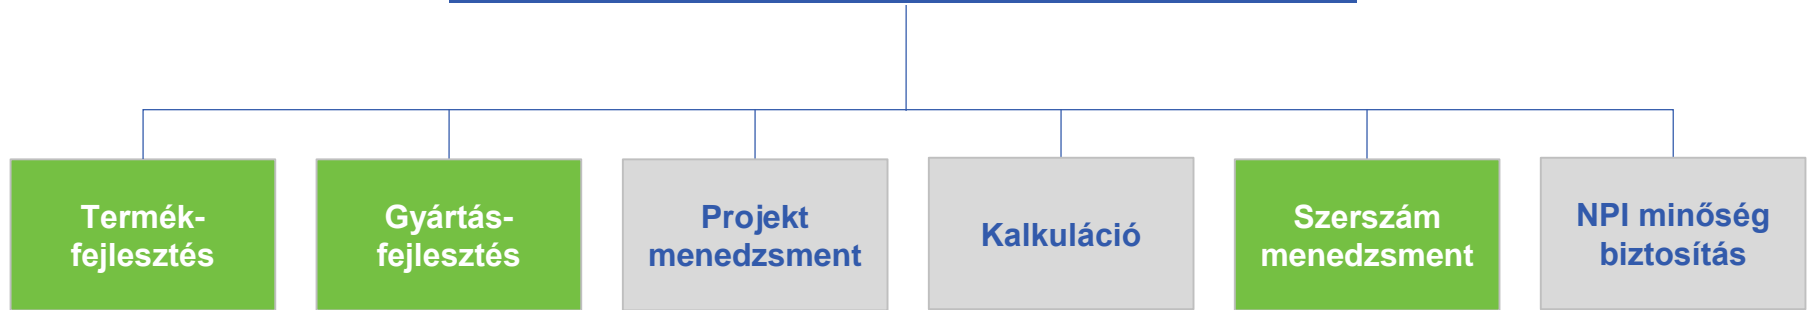 Termék-
fejlesztés
Gyártás-
fejlesztés
Projekt
menedzsment
Kalkuláció
Szerszám
menedzsment
NPI minőség
biztosítás